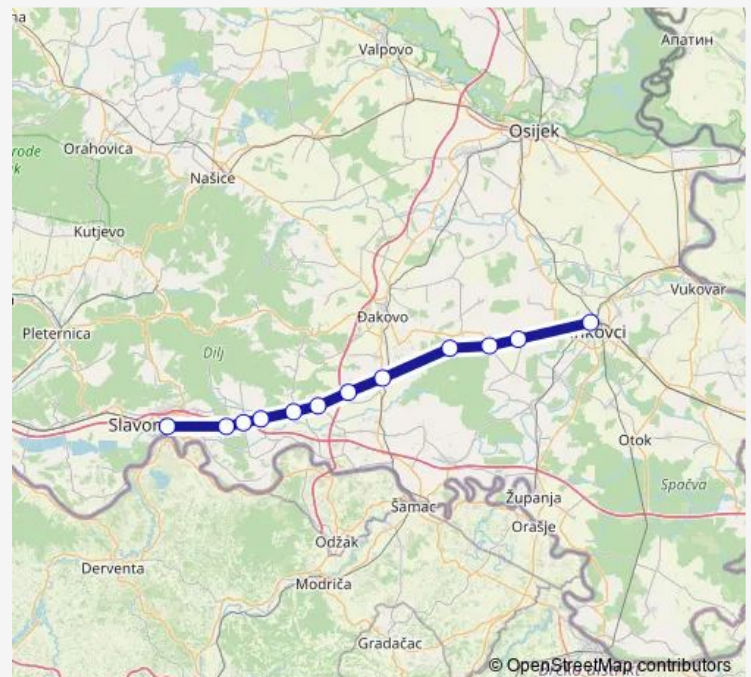 Valpovo
Апатин
Osijek
Orahovica
Našice
Kutjevo
Vukovar
Đakovo
Pleternica
Dilj
Otok
Spačva
Županja
Šamac
Orašje
Odžak
Derventa
Modriča
Gradačac
© OpenStreetMap contributors